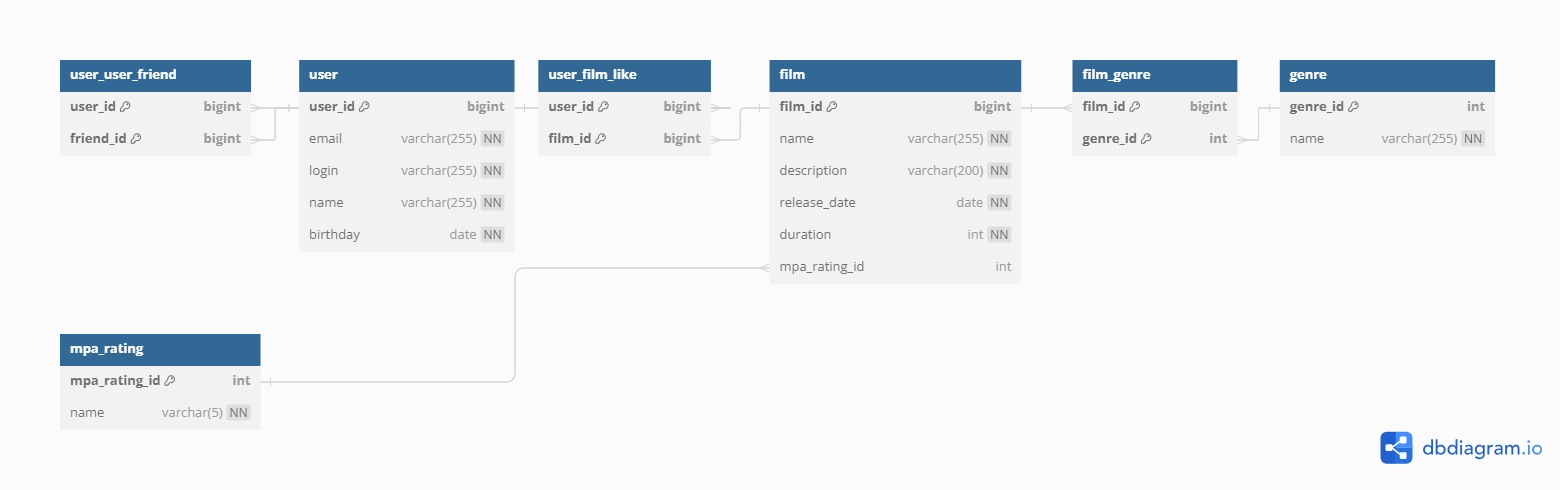 user_user_friend
user_id bigint
friend_id bigint
user
user_id bigint
email varchar(255) NN
login varchar(255) NN
name varchar(255) NN
birthday date NN
user_film_like
user_id bigint
film_id bigint
film
film_id bigint
name varchar(255) NN
description varchar(200) NN
release_date date NN
duration int NN
mpa_rating_id int
film_genre
film_id bigint
genre_id int
genre
genre_id int
name varchar(255) NN
mpa_rating
mpa_rating_id int
name varchar(5) NN
dbdiagram.io